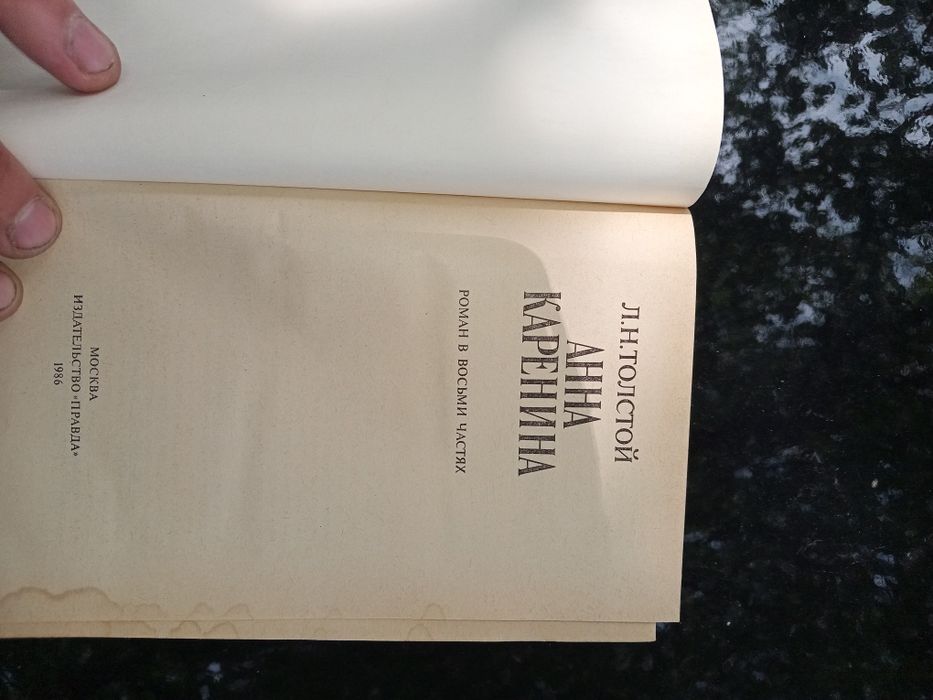 Л.Н.ТОЛСТОЙ
АННА
КАРЕНИНА
РОМАН В ВОСЬМИ ЧАСТЯХ
МОСКВА
ИЗДАТЕЛЬСТВО «ПРАВДА»
1986